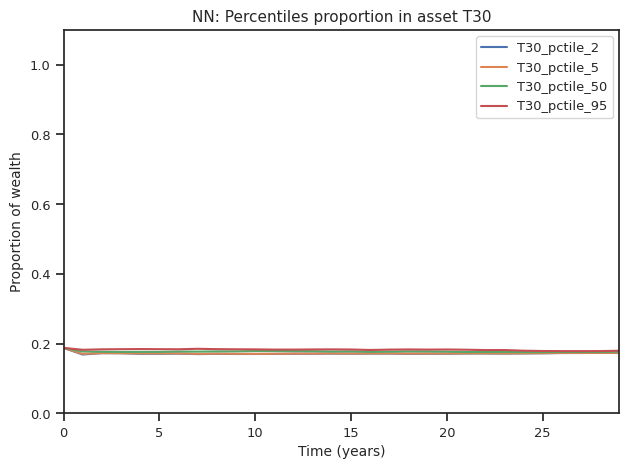 NN: Percentiles proportion in asset T30
T30_pctile_2
T30_pctile_5
T30_pctile_50
T30_pctile_95
1.0
0.8
0.6
0.4
0.2
0.0
Proportion of wealth
0 5 10 15 20 25
Time (years)